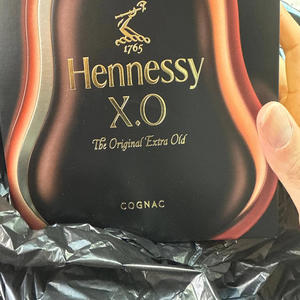 1765
Hennessy
X.O
The Original Extra Old
COGNAC